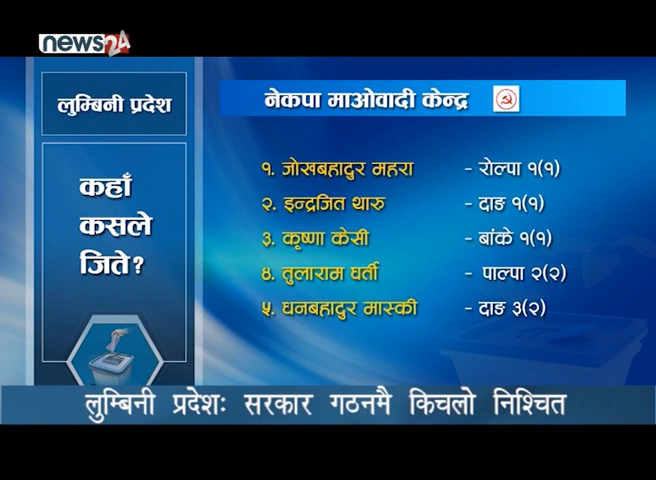 news24
लुम्बिनी प्रदेश
कहाँ
कसले
जिते?
नेकपा माओवादी केन्द्र
१. जोखबहादुर महरा - रोल्पा १(१)
२. इन्द्रजित थारु - दाङ १(१)
३. कृष्णा केसी - बांके १(१)
४. तुलाराम घर्ती - पाल्पा २(२)
५. धनबहादुर मास्की - दाङ ३(२)
लुम्बिनी प्रदेशः सरकार गठनमै किचलो निश्चित